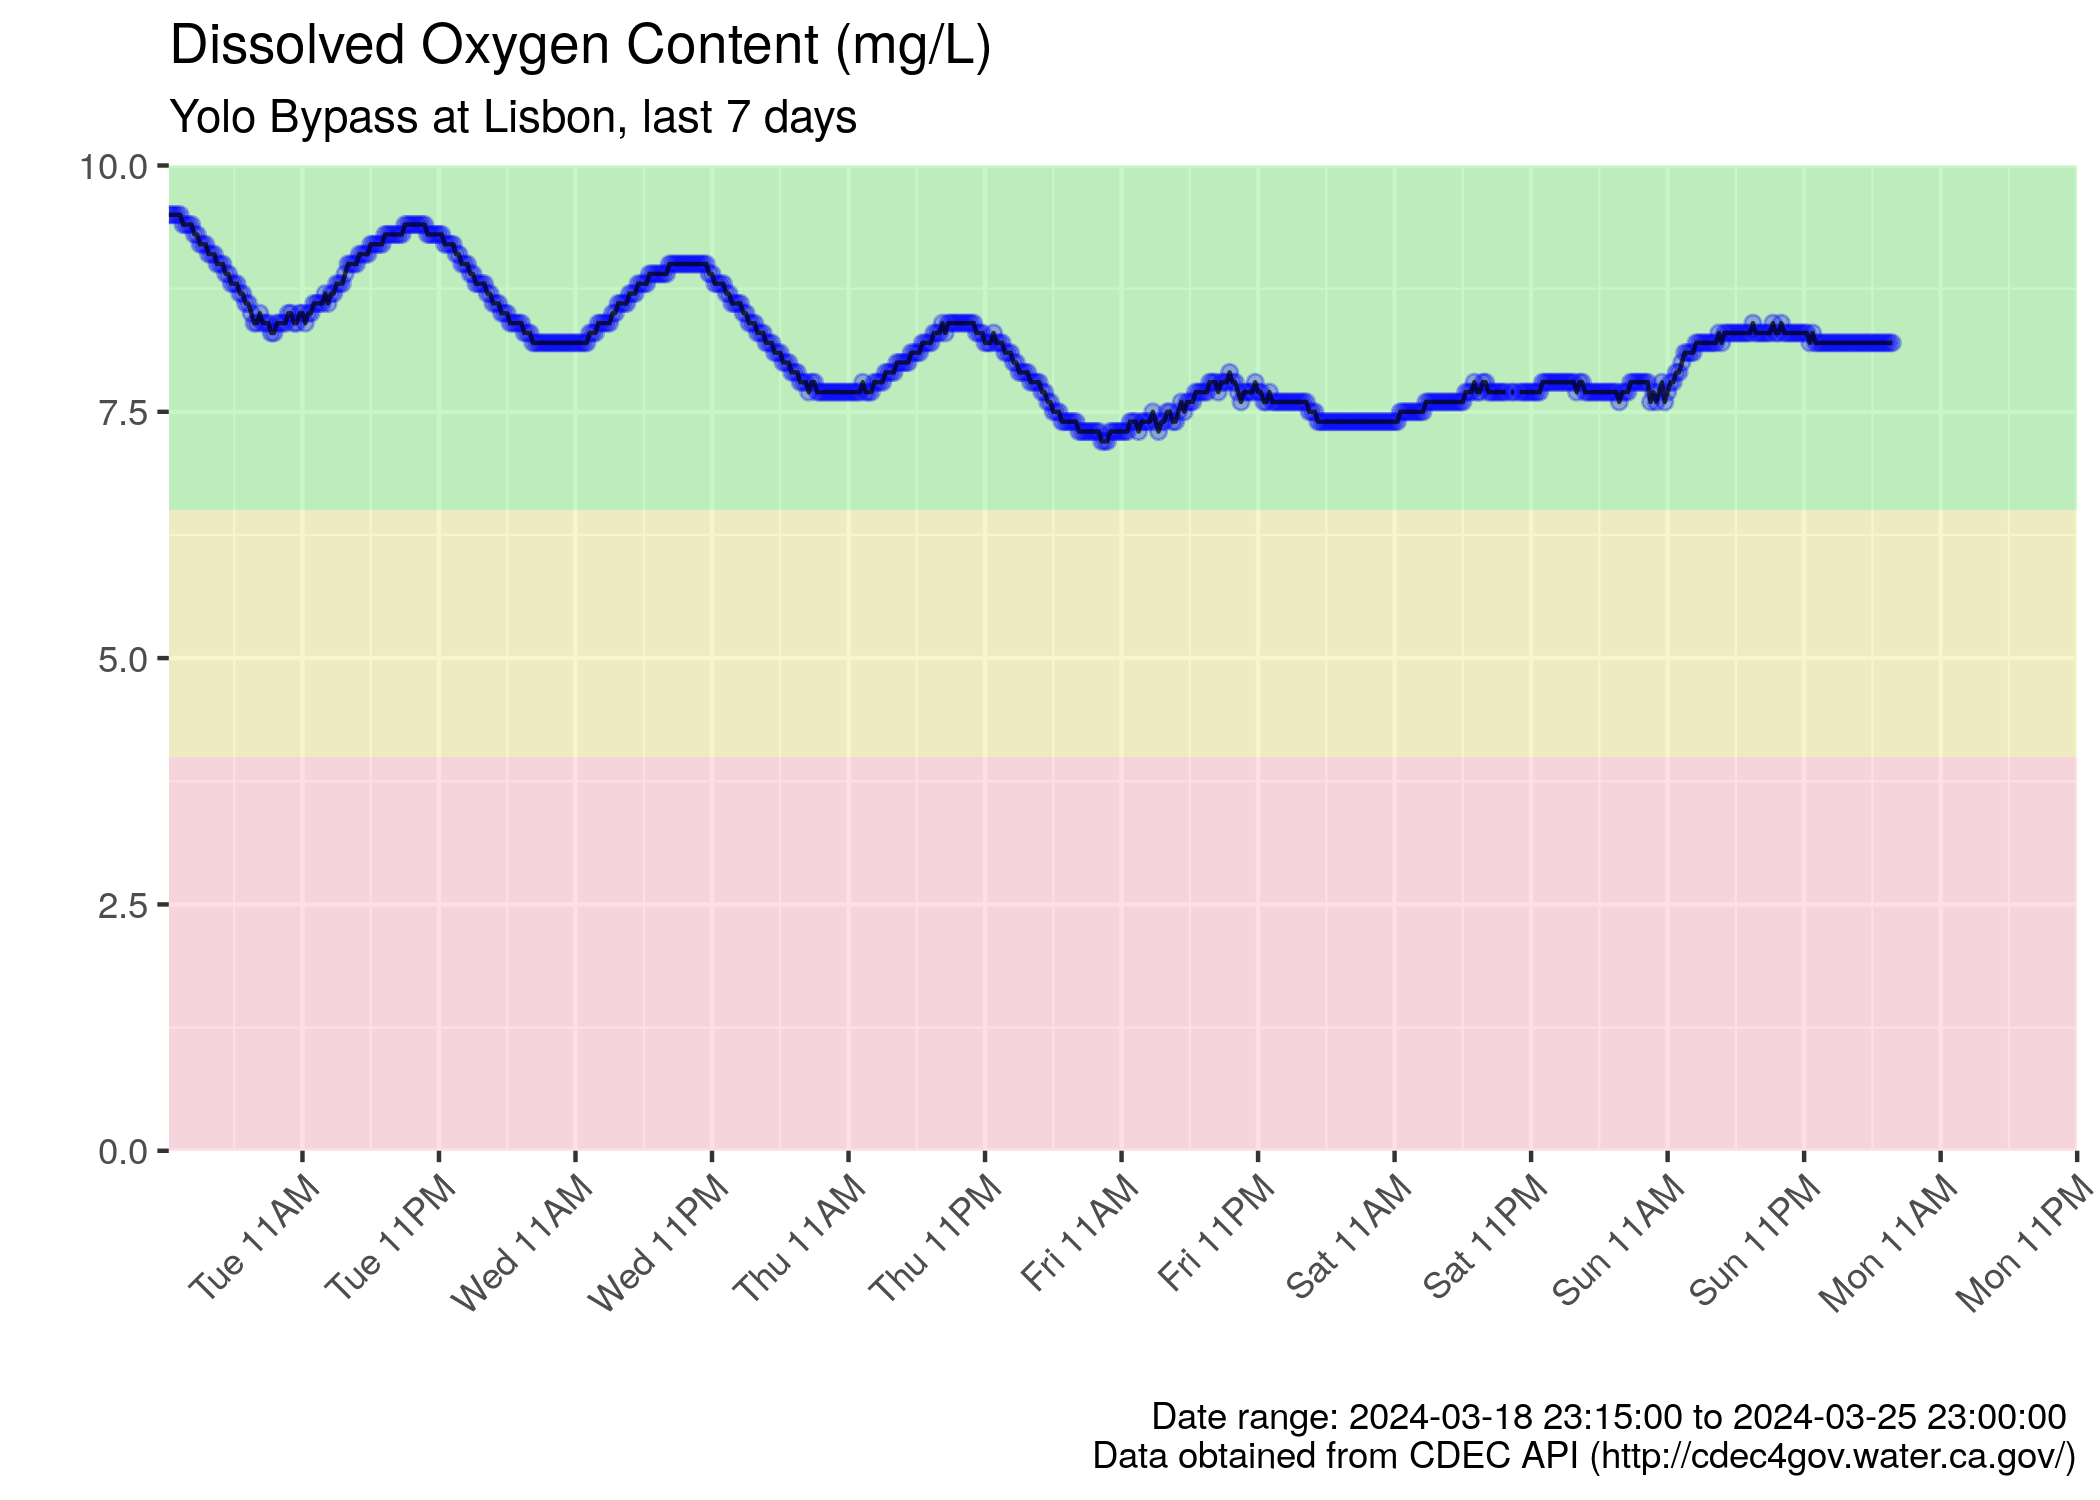 Dissolved Oxygen Content (mg/L)
Yolo Bypass at Lisbon, last 7 days
10.0
7.5
5.0
2.5
0.0
Tue 11AM
Tue 11PM
Wed 11AM
Wed 11PM
Thu 11AM
Thu 11PM
Fri 11AM
Fri 11PM
Sat 11AM
Sat 11PM
Sun 11AM
Sun 11PM
Mon 11AM
Mon 11PM
Date range: 2024-03-18 23:15:00 to 2024-03-25 23:00:00
Data obtained from CDEC API (http://cdec4gov.water.ca.gov/)